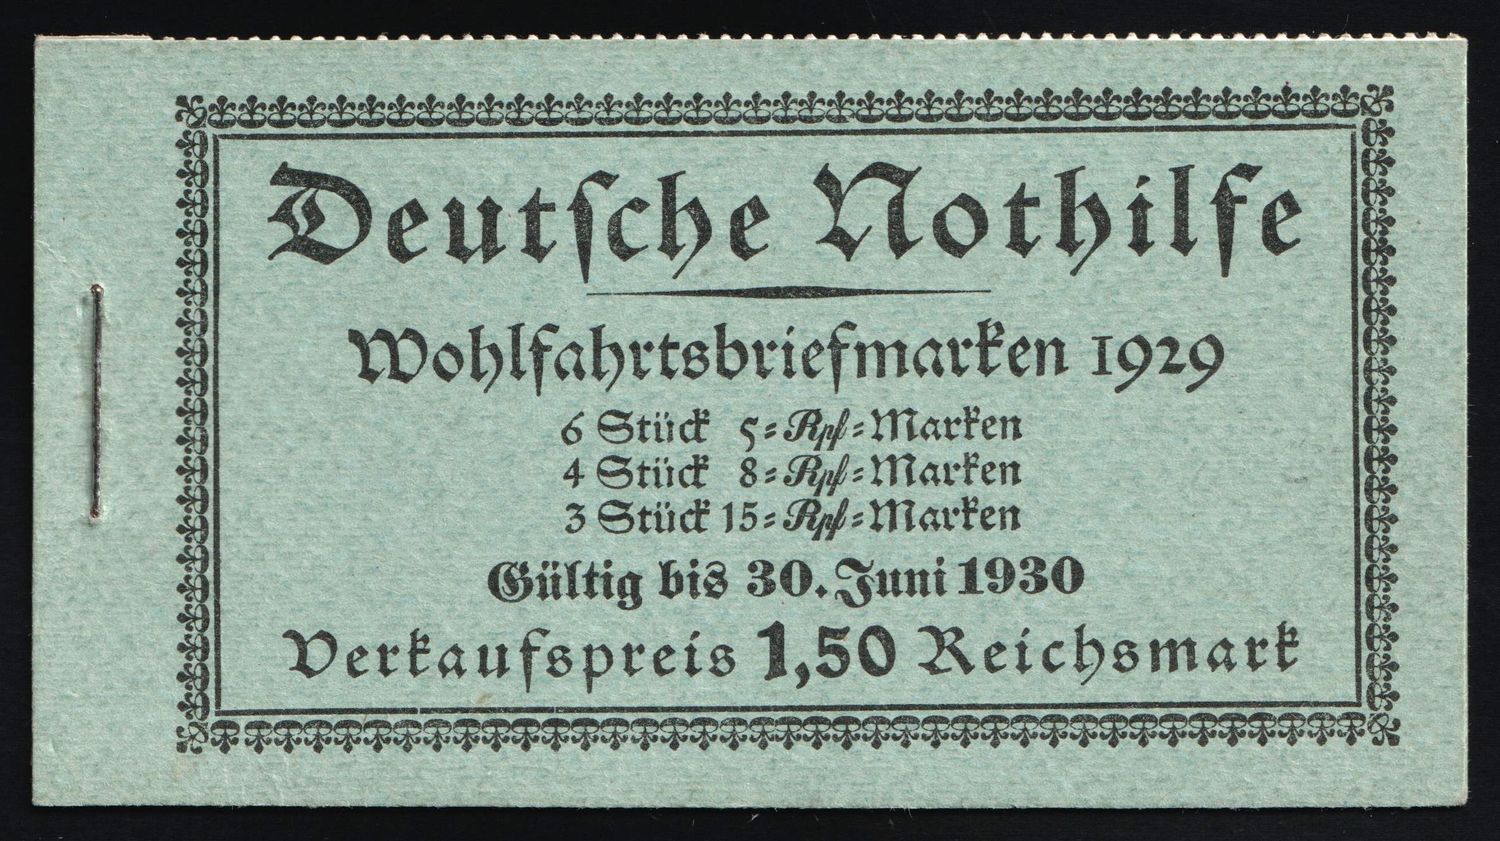 Deutſche Nothilfe
Wohlfahrtsbriefmarken 1929
6 Stück 5=Rpf=Marken
4 Stück 8=Rpf=Marken
3 Stück 15=Rpf=Marken
Gültig bis 30. Juni 1930
Verkaufspreis 1,50 Reichsmark